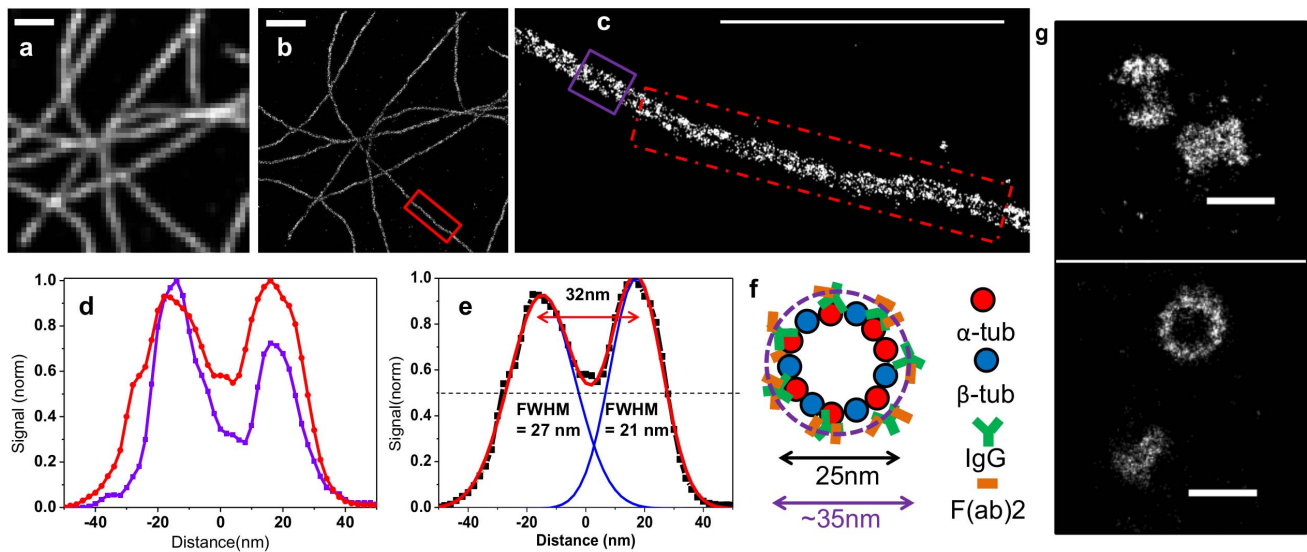 a
b
c
g
d
Signal (norm)
1.0
0.8
0.6
0.4
0.2
0.0
-40
-20
0
20
40
Distance(nm)
e
Signal(norm)
1.0
0.8
0.6
0.4
0.2
0.0
32nm
FWHM
= 27 nm
FWHM
= 21 nm
-40
-20
0
20
40
Distance (nm)
f
α-tub
β-tub
IgG
F(ab)2
25nm
~35nm